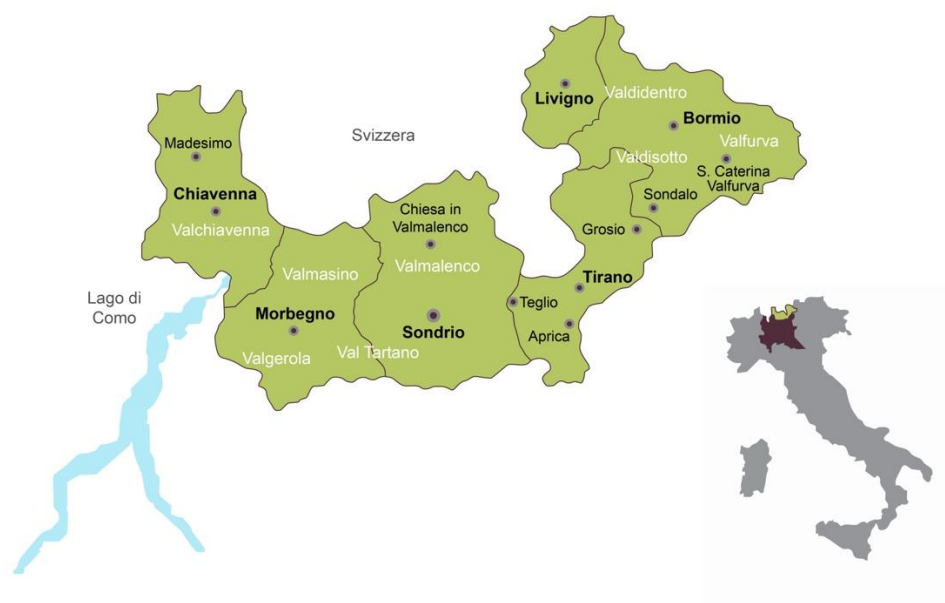 Livigno
Valdidentro
Bormio
Valfurva
Valdisotto
S. Caterina
Valfurva
Sondalo
Grosio
Svizzera
Madesimo
Chiavenna
Valchiavenna
Chiesa in
Valmalenco
Valmalenco
Valmasino
Tirano
Lago di
Como
Morbegno
Teglio
Sondrio
Aprica
Valgerola
Val Tartano